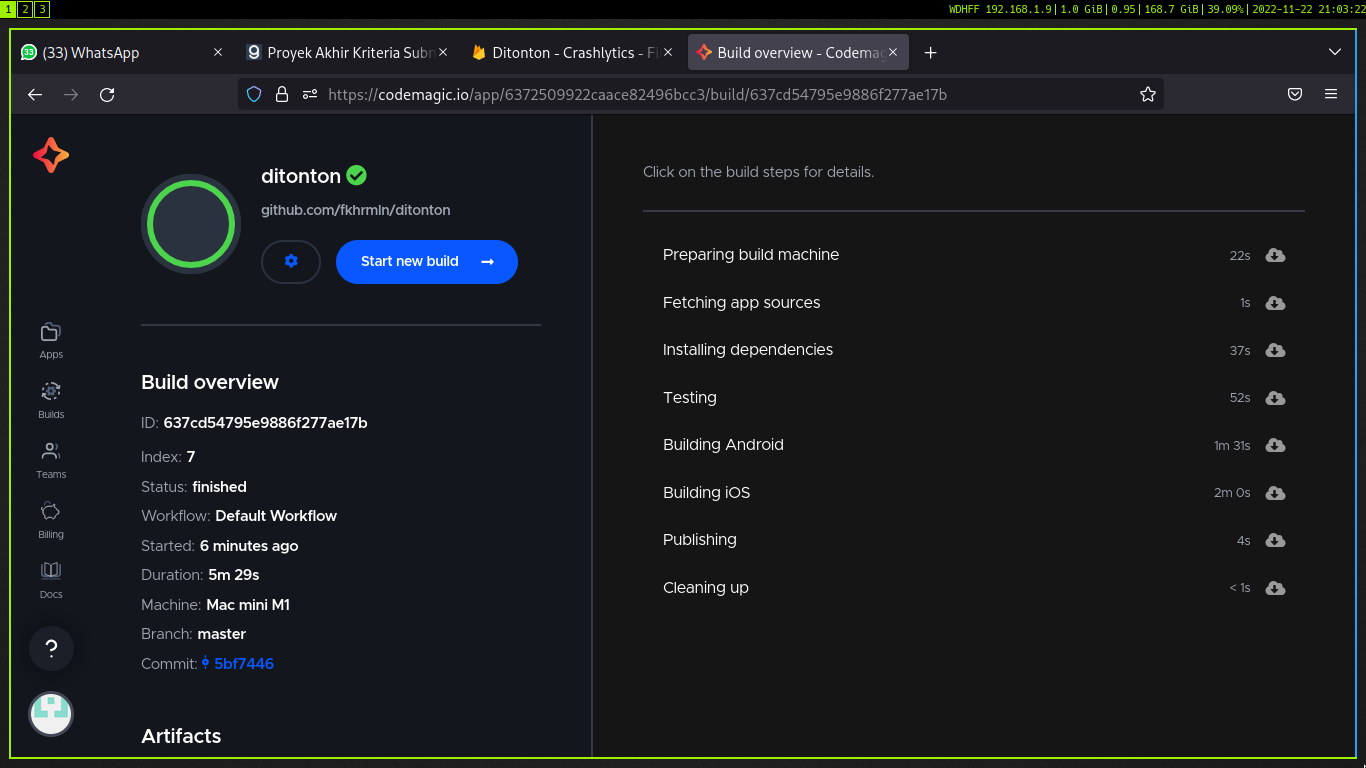 1 2 3
WDHFF 192.168.1.9| 1.0 GiB| 0.95| 168.7 GiB| 39.09%| 2022-11-22 21:03:22
33 (33) WhatsApp
Proyek Akhir Kriteria Subm
Ditonton - Crashlytics - Fi
Build overview - Codemag
https://codemagic.io/app/6372509922caace82496bcc3/build/637cd54795e9886f277ae17b
ditonton
github.com/fkhrmln/ditonton
Start new build
Apps
Builds
Teams
Billing
Docs
?
Build overview
ID: 637cd54795e9886f277ae17b
Index: 7
Status: finished
Workflow: Default Workflow
Started: 6 minutes ago
Duration: 5m 29s
Machine: Mac mini M1
Branch: master
Commit: 5bf7446
Artifacts
Click on the build steps for details.
Preparing build machine 22s
Fetching app sources 1s
Installing dependencies 37s
Testing 52s
Building Android 1m 31s
Building iOS 2m 0s
Publishing 4s
Cleaning up < 1s